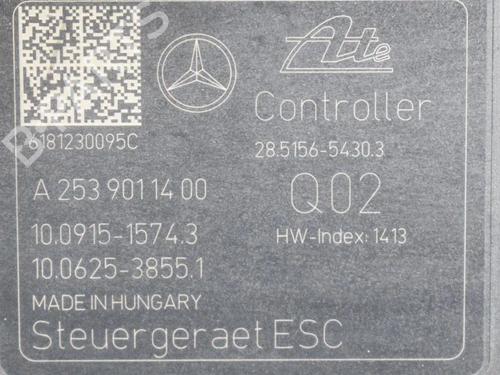 Ate
Controller
6181230095C
28.5156-5430.3
A 253 901 14 00
Q02
10.0915-1574.3
HW-Index: 1413
10.0625-3855.1
MADE IN HUNGARY
Steuergeraet ESC